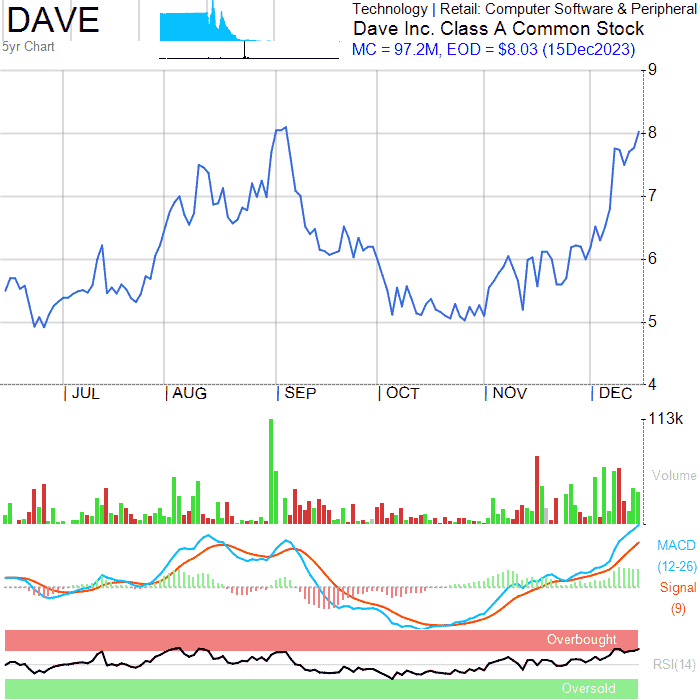 DAVE
5yr Chart
Technology | Retail: Computer Software & Peripheral
Dave Inc. Class A Common Stock
MC = 97.2M, EOD = $8.03 (15Dec2023)
9
8
7
6
5
4
JUL AUG SEP OCT NOV DEC
113k
Volume
MACD
(12-26)
Signal
(9)
Overbought
RSI(14)
Oversold